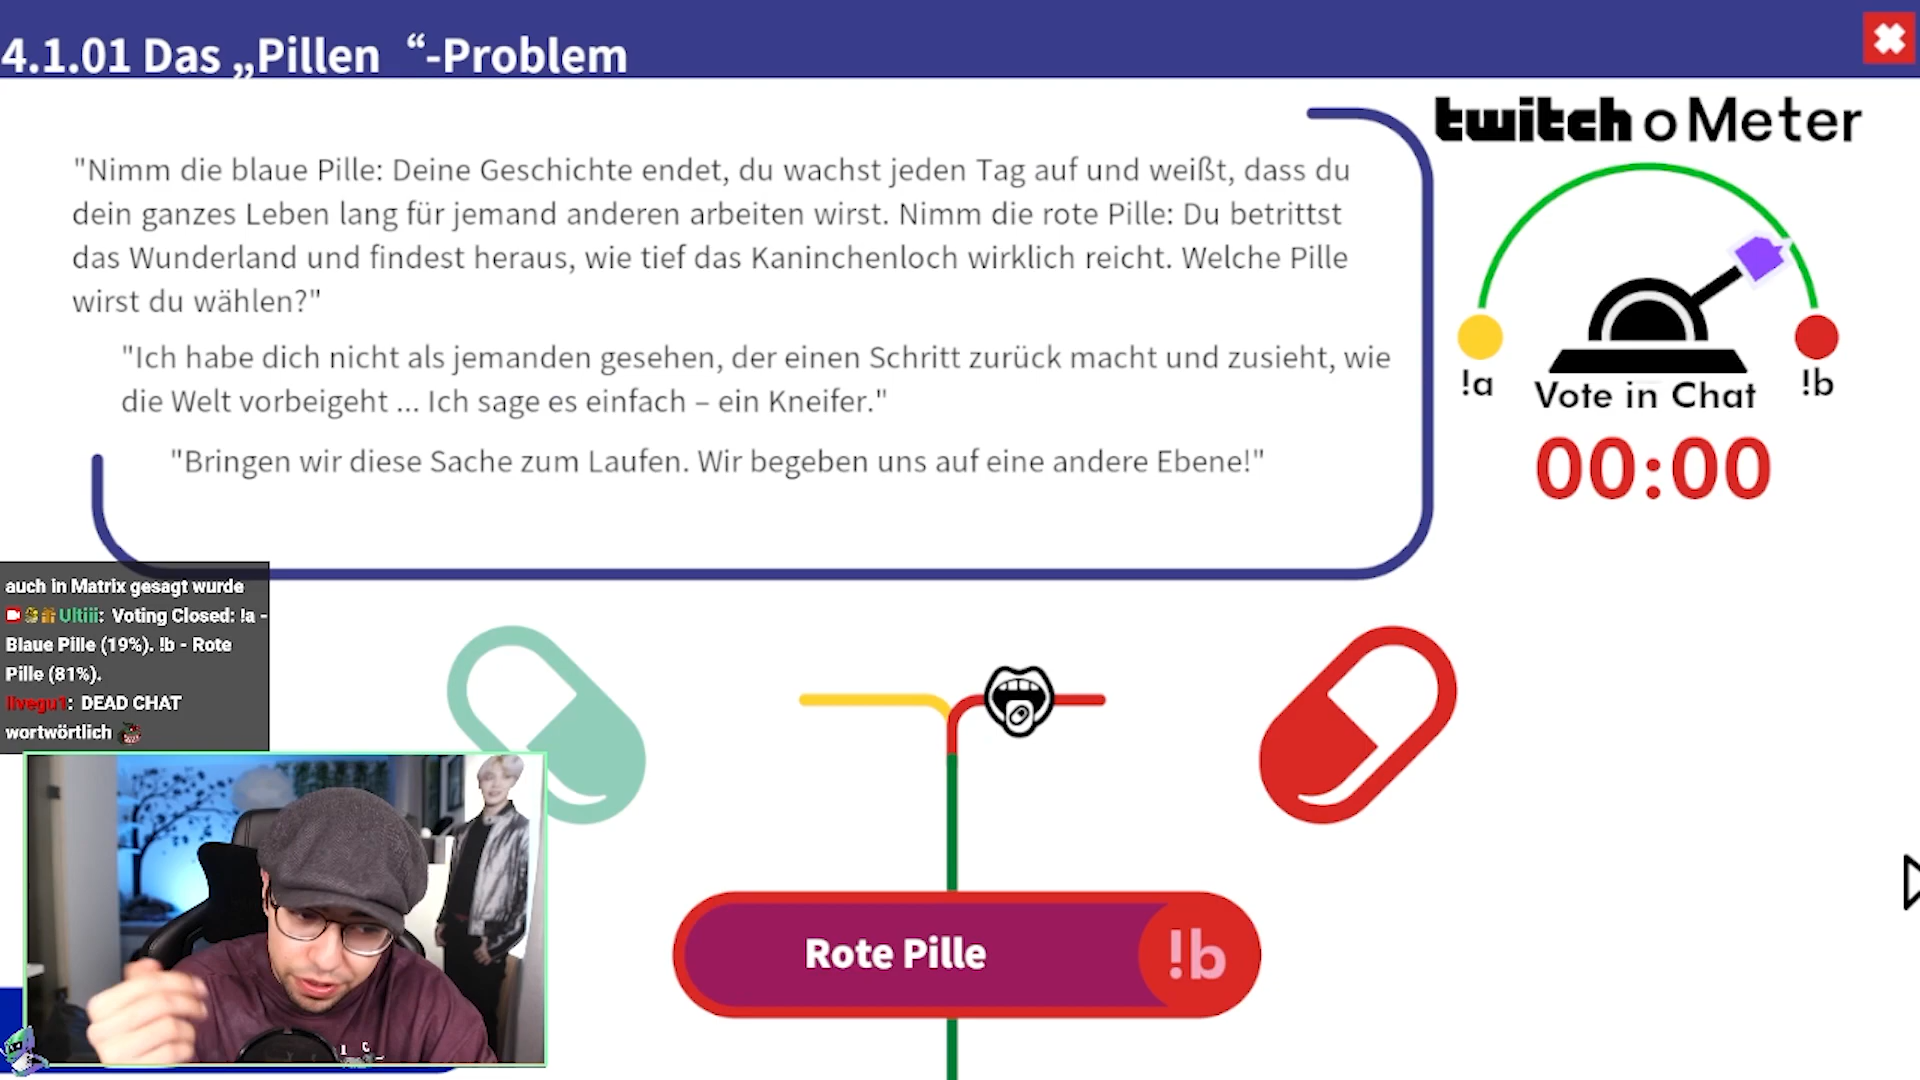 4.1.01 Das „Pillen “-Problem
"Nimm die blaue Pille: Deine Geschichte endet, du wachst jeden Tag auf und weißt, dass du
dein ganzes Leben lang für jemand anderen arbeiten wirst. Nimm die rote Pille: Du betrittst
das Wunderland und findest heraus, wie tief das Kaninchenloch wirklich reicht. Welche Pille
wirst du wählen?"
"Ich habe dich nicht als jemanden gesehen, der einen Schritt zurück macht und zusieht, wie
die Welt vorbeigeht ... Ich sage es einfach – ein Kneifer."
"Bringen wir diese Sache zum Laufen. Wir begeben uns auf eine andere Ebene!"
twitch o Meter
!a
!b
Vote in Chat
00:00
auch in Matrix gesagt wurde
Ultiii: Voting Closed: !a -
Blaue Pille (19%). !b - Rote
Pille (81%).
livegu1: DEAD CHAT
wortwörtlich
Rote Pille
!b